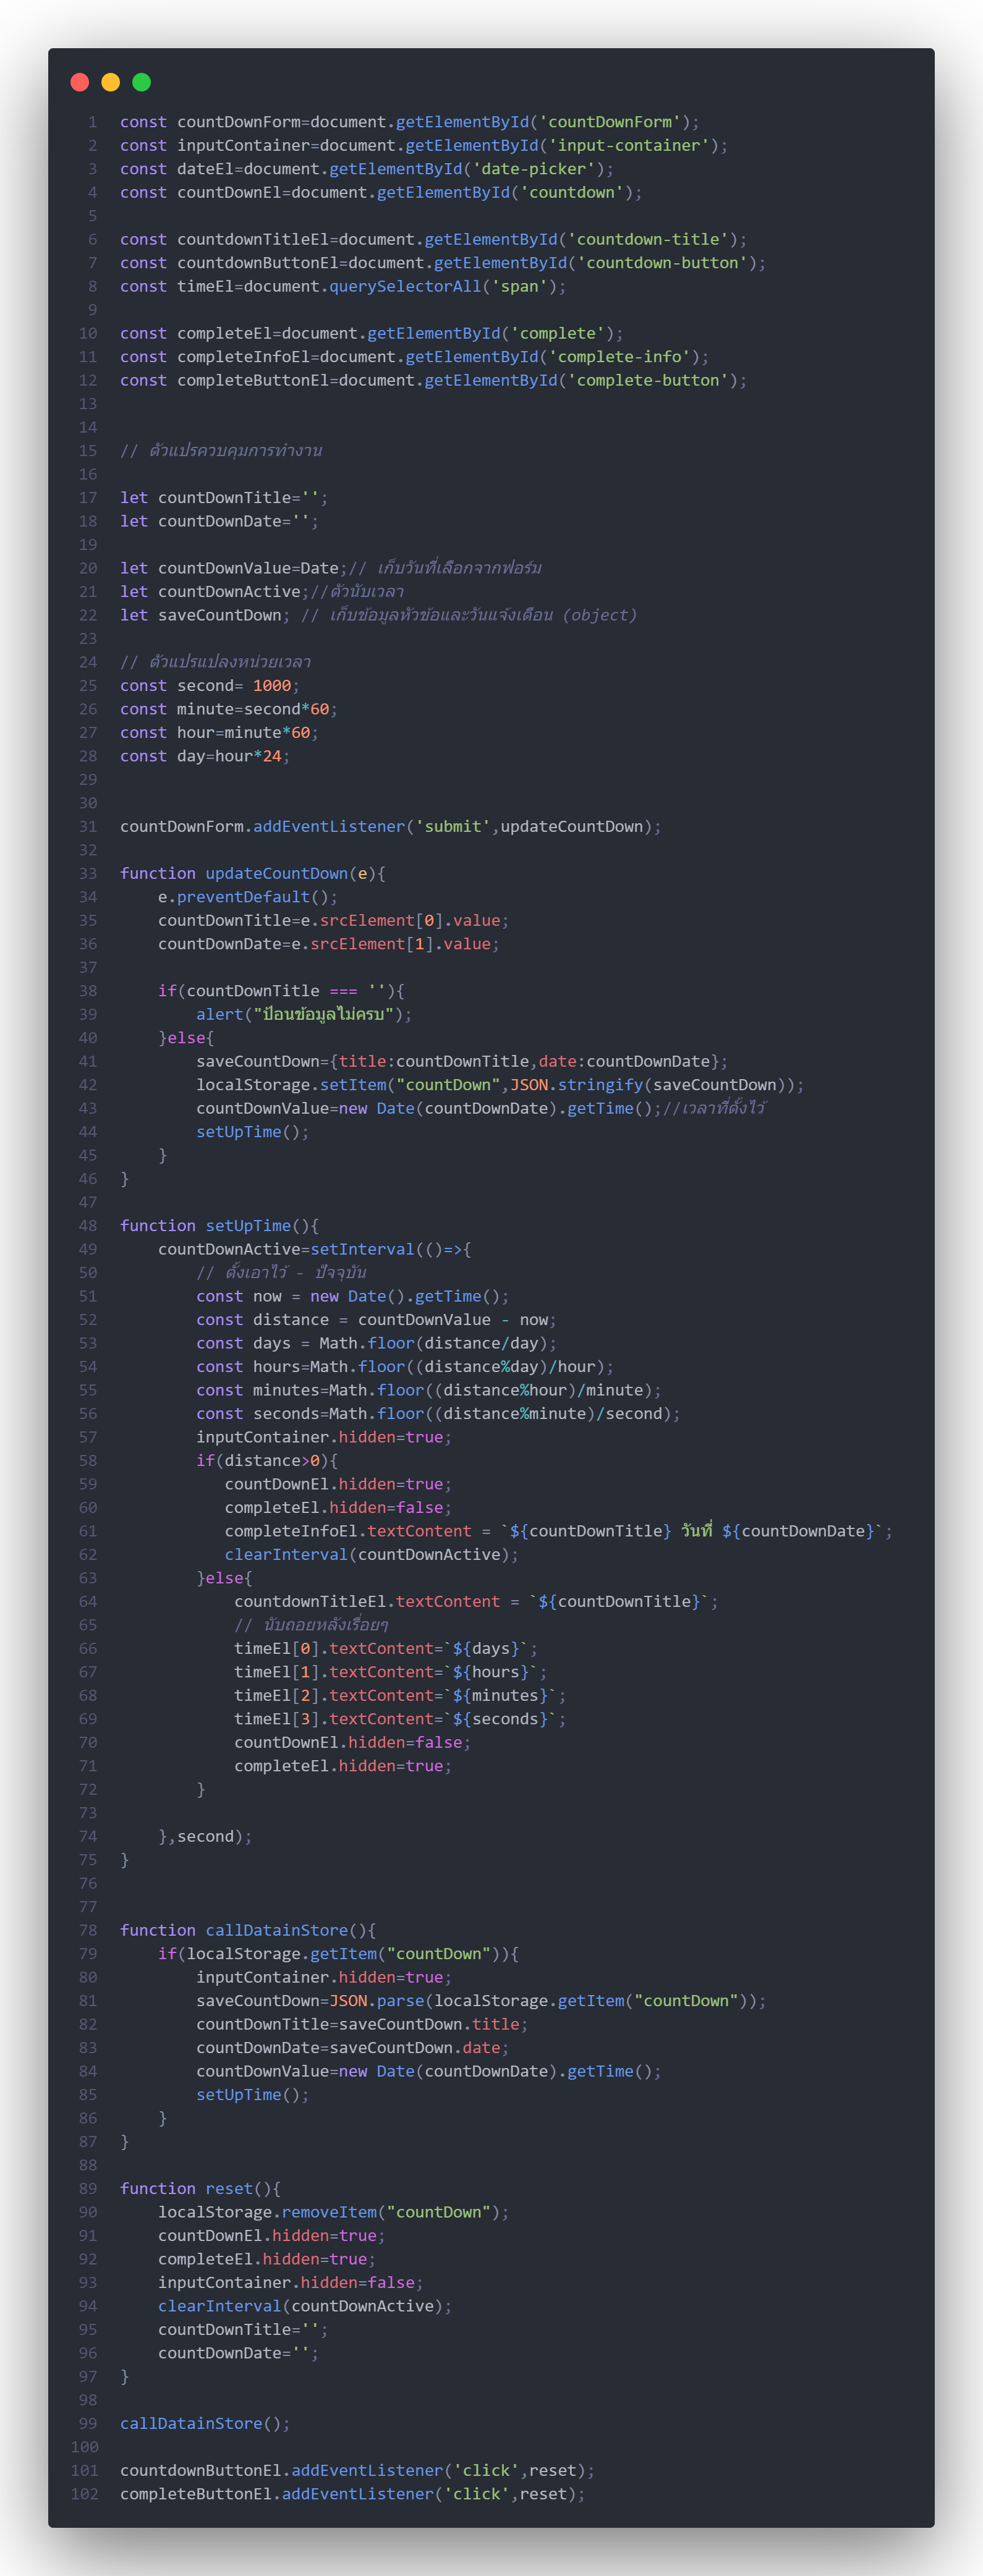 1 const countDownForm=document.getElementById('countDownForm');
2 const inputContainer=document.getElementById('input-container');
3 const dateEl=document.getElementById('date-picker');
4 const countDownEl=document.getElementById('countdown');
5
6 const countdownTitleEl=document.getElementById('countdown-title');
7 const countdownButtonEl=document.getElementById('countdown-button');
8 const timeEl=document.querySelectorAll('span');
9
10 const completeEl=document.getElementById('complete');
11 const completeInfoEl=document.getElementById('complete-info');
12 const completeButtonEl=document.getElementById('complete-button');
13
14
15 // ตัวแปรควบคุมการทำงาน
16
17 let countDownTitle='';
18 let countDownDate='';
19
20 let countDownValue=Date;// เก็บวันที่เลือกจากฟอร์ม
21 let countDownActive;//ตัวนับเวลา
22 let saveCountDown; // เก็บข้อมูลหัวข้อและวันแจ้งเตือน (object)
23
24 // ตัวแปรแปลงหน่วยเวลา
25 const second= 1000;
26 const minute=second*60;
27 const hour=minute*60;
28 const day=hour*24;
29
30
31 countDownForm.addEventListener('submit',updateCountDown);
32
33 function updateCountDown(e){
34     e.preventDefault();
35     countDownTitle=e.srcElement[0].value;
36     countDownDate=e.srcElement[1].value;
37
38     if(countDownTitle === ''){
39         alert("ป้อนข้อมูลไม่ครบ");
40     }else{
41         saveCountDown={title:countDownTitle,date:countDownDate};
42         localStorage.setItem("countDown",JSON.stringify(saveCountDown));
43         countDownValue=new Date(countDownDate).getTime();//เวลาที่ตั้งไว้
44         setUpTime();
45     }
46 }
47
48 function setUpTime(){
49     countDownActive=setInterval(()=>{
50         // ตั้งเอาไว้ - ปัจจุบัน
51         const now = new Date().getTime();
52         const distance = countDownValue - now;
53         const days = Math.floor(distance/day);
54         const hours=Math.floor((distance%day)/hour);
55         const minutes=Math.floor((distance%hour)/minute);
56         const seconds=Math.floor((distance%minute)/second);
57         inputContainer.hidden=true;
58         if(distance>0){
59            countDownEl.hidden=true;
60            completeEl.hidden=false;
61            completeInfoEl.textContent = `${countDownTitle} วันที่ ${countDownDate}`;
62            clearInterval(countDownActive);
63         }else{
64             countdownTitleEl.textContent = `${countDownTitle}`;
65             // นับถอยหลังเรื่อยๆ
66             timeEl[0].textContent=`${days}`;
67             timeEl[1].textContent=`${hours}`;
68             timeEl[2].textContent=`${minutes}`;
69             timeEl[3].textContent=`${seconds}`;
70             countDownEl.hidden=false;
71             completeEl.hidden=true;
72         }
73
74     },second);
75 }
76
77
78 function callDatainStore(){
79     if(localStorage.getItem("countDown")){
80         inputContainer.hidden=true;
81         saveCountDown=JSON.parse(localStorage.getItem("countDown"));
82         countDownTitle=saveCountDown.title;
83         countDownDate=saveCountDown.date;
84         countDownValue=new Date(countDownDate).getTime();
85         setUpTime();
86     }
87 }
88
89 function reset(){
90     localStorage.removeItem("countDown");
91     countDownEl.hidden=true;
92     completeEl.hidden=true;
93     inputContainer.hidden=false;
94     clearInterval(countDownActive);
95     countDownTitle='';
96     countDownDate='';
97 }
98
99 callDatainStore();
100
101 countdownButtonEl.addEventListener('click',reset);
102 completeButtonEl.addEventListener('click',reset);